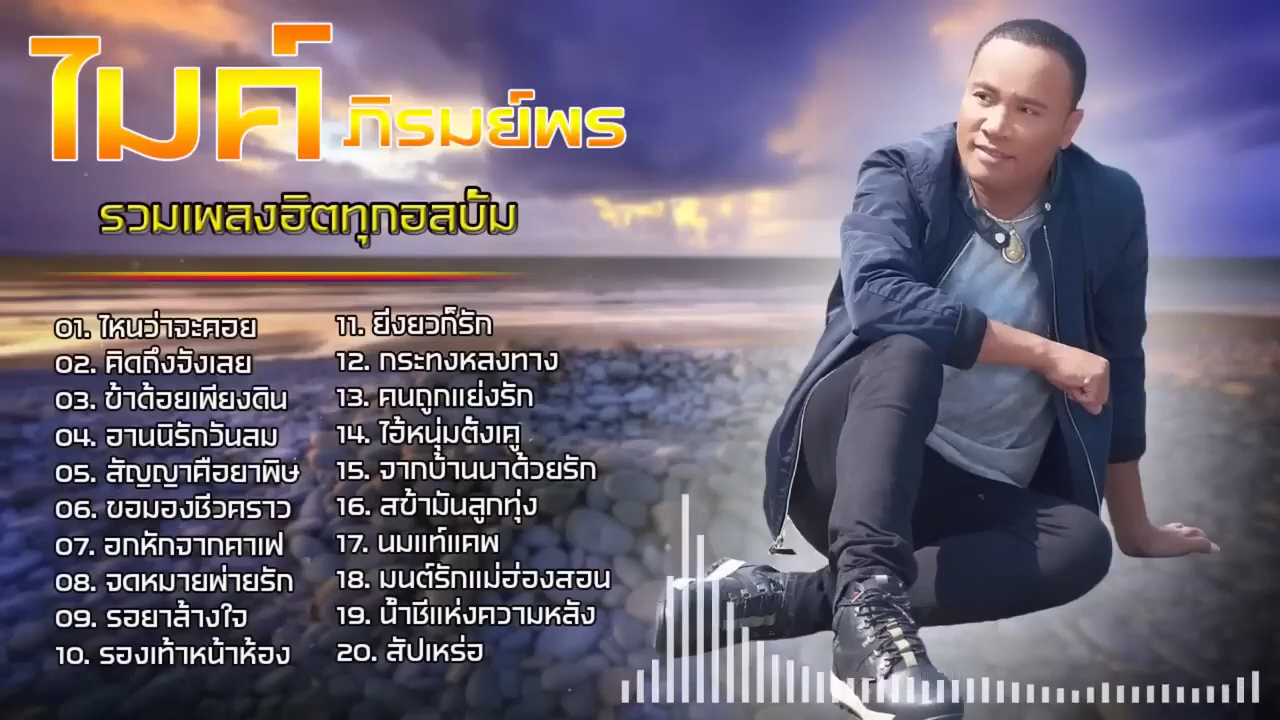 ไมค์ ภิรมย์พร
รวมเพลงฮิตทุกอสบั้ม
01. ไหนว่าจะคอย
02. คิดถึงจังเลย
03. ข้าด้อยเพียงดิน
04. ฮานนิรักวันลม
05. สัญญาคือยาพิษ
06. ขอมองชีวคราว
07. อกหักจากคาเฟ่
08. จดหมายพ่ายรัก
09. รอยาล้างใจ
10. รองเท้าหน้าห้อง
11. ยิ่งยวก็รัก
12. กระทงหลงทาง
13. คนถูกแย่งรัก
14. ไอ้หนุ่มตังเค
15. จากบ้านนาด้วยรัก
16. สข้ามันลูกทุ่ง
17. นมแท้แคพ
18. มนต์รักแม่ฮ่องสอน
19. น้ำชีแห่งความหลัง
20. สัปเหร่อ